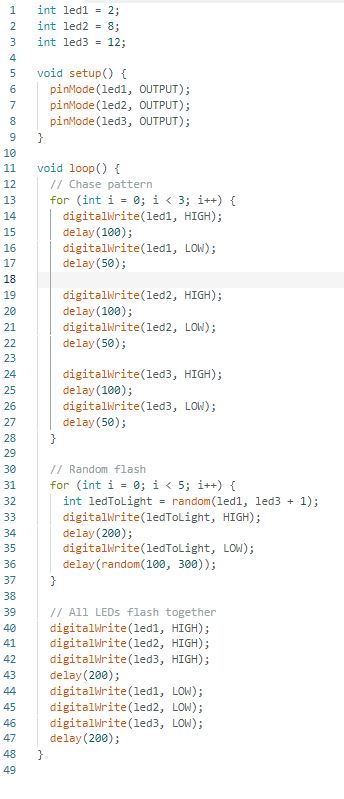 1 int led1 = 2;
2 int led2 = 8;
3 int led3 = 12;
4
5 void setup() {
6   pinMode(led1, OUTPUT);
7   pinMode(led2, OUTPUT);
8   pinMode(led3, OUTPUT);
9 }
10
11 void loop() {
12   // Chase pattern
13   for (int i = 0; i < 3; i++) {
14     digitalWrite(led1, HIGH);
15     delay(100);
16     digitalWrite(led1, LOW);
17     delay(50);
18
19     digitalWrite(led2, HIGH);
20     delay(100);
21     digitalWrite(led2, LOW);
22     delay(50);
23
24     digitalWrite(led3, HIGH);
25     delay(100);
26     digitalWrite(led3, LOW);
27     delay(50);
28   }
29
30   // Random flash
31   for (int i = 0; i < 5; i++) {
32     int ledToLight = random(led1, led3 + 1);
33     digitalWrite(ledToLight, HIGH);
34     delay(200);
35     digitalWrite(ledToLight, LOW);
36     delay(random(100, 300));
37   }
38
39   // All LEDs flash together
40   digitalWrite(led1, HIGH);
41   digitalWrite(led2, HIGH);
42   digitalWrite(led3, HIGH);
43   delay(200);
44   digitalWrite(led1, LOW);
45   digitalWrite(led2, LOW);
46   digitalWrite(led3, LOW);
47   delay(200);
48 }
49